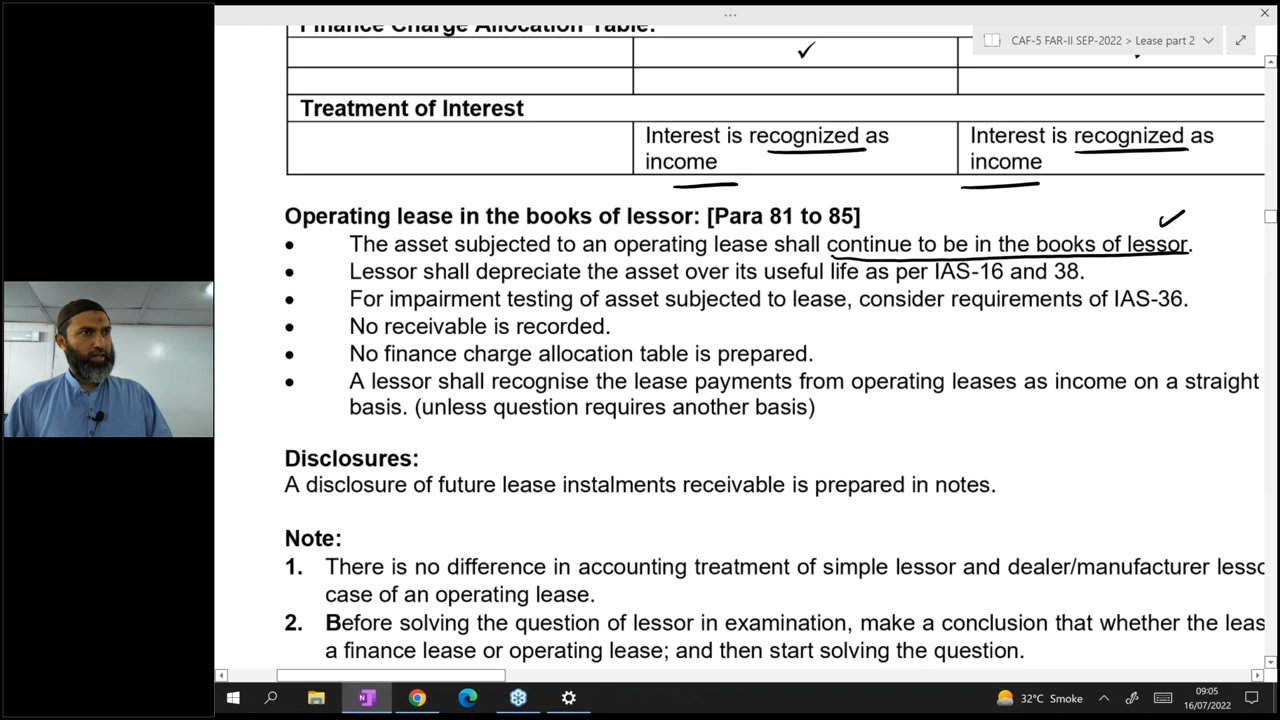 Finance Charge Allocation Table:
CAF-5 FAR-II SEP-2022 > Lease part 2
Treatment of Interest
Interest is recognized as income
Interest is recognized as income
Operating lease in the books of lessor: [Para 81 to 85]
• The asset subjected to an operating lease shall continue to be in the books of lessor.
• Lessor shall depreciate the asset over its useful life as per IAS-16 and 38.
• For impairment testing of asset subjected to lease, consider requirements of IAS-36.
• No receivable is recorded.
• No finance charge allocation table is prepared.
• A lessor shall recognise the lease payments from operating leases as income on a straight
basis. (unless question requires another basis)
Disclosures:
A disclosure of future lease instalments receivable is prepared in notes.
Note:
1. There is no difference in accounting treatment of simple lessor and dealer/manufacturer
case of an operating lease.
2. Before solving the question of lessor in examination, make a conclusion that whether the
a finance lease or operating lease; and then start solving the question.
32°C Smoke
09:05
16/07/2022